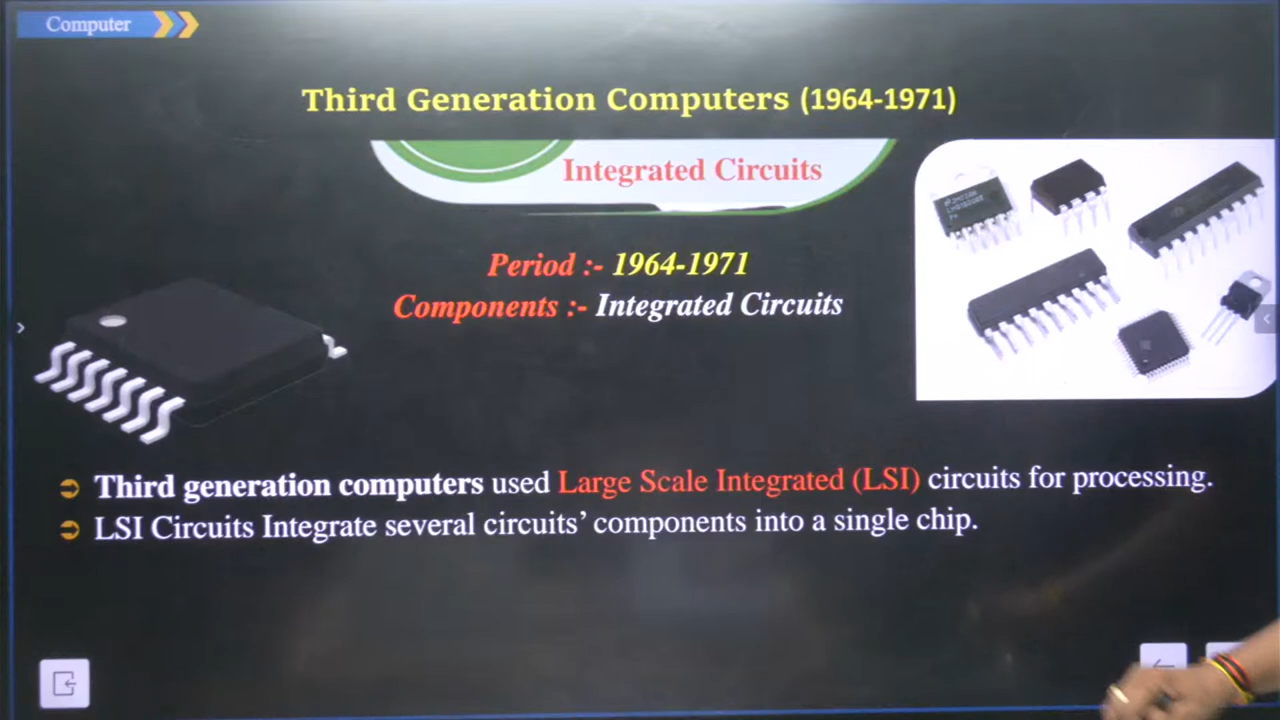 Computer
Third Generation Computers (1964-1971)
Integrated Circuits
Period :- 1964-1971
Components :- Integrated Circuits
Third generation computers used Large Scale Integrated (LSI) circuits for processing.
LSI Circuits Integrate several circuits’ components into a single chip.